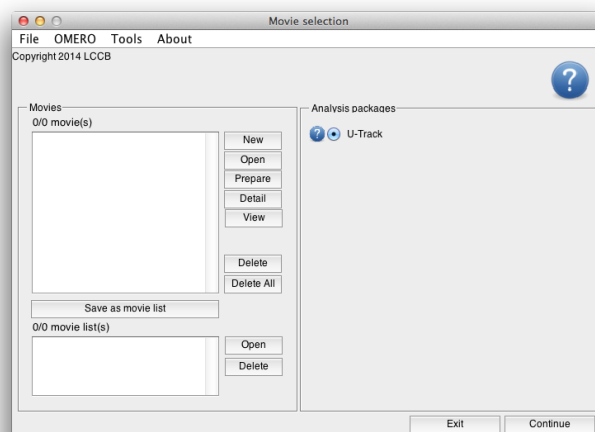 Movie selection
File OMERO Tools About
Copyright 2014 LCCB
?
Movies
0/0 movie(s)
New
Open
Prepare
Detail
View
Delete
Delete All
Save as movie list
0/0 movie list(s)
Open
Delete
Analysis packages
? U-Track
Exit Continue